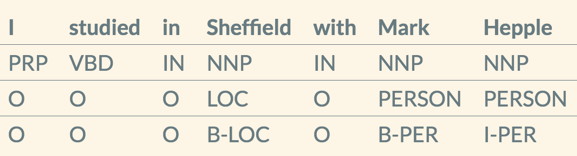 I studied in Sheffield with Mark Hepple
PRP VBD IN NNP IN NNP NNP
O O O LOC O PERSON PERSON
O O O B-LOC O B-PER I-PER